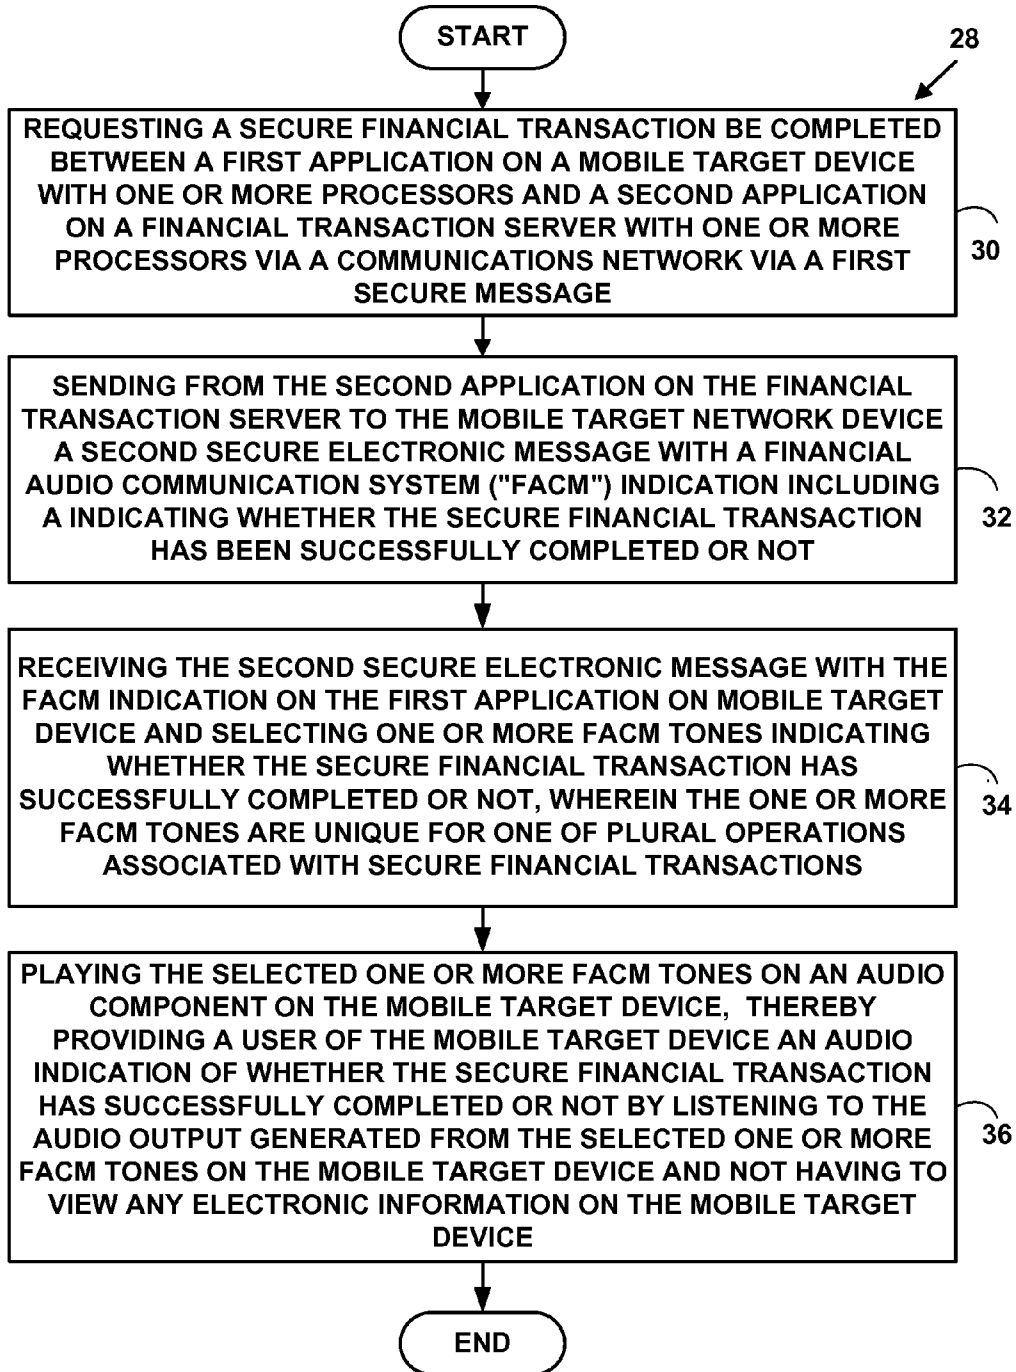 START
28
REQUESTING A SECURE FINANCIAL TRANSACTION BE COMPLETED
BETWEEN A FIRST APPLICATION ON A MOBILE TARGET DEVICE
WITH ONE OR MORE PROCESSORS AND A SECOND APPLICATION
ON A FINANCIAL TRANSACTION SERVER WITH ONE OR MORE
PROCESSORS VIA A COMMUNICATIONS NETWORK VIA A FIRST
SECURE MESSAGE
30
SENDING FROM THE SECOND APPLICATION ON THE FINANCIAL
TRANSACTION SERVER TO THE MOBILE TARGET NETWORK DEVICE
A SECOND SECURE ELECTRONIC MESSAGE WITH A FINANCIAL
AUDIO COMMUNICATION SYSTEM ("FACM") INDICATION INCLUDING
A INDICATING WHETHER THE SECURE FINANCIAL TRANSACTION
HAS BEEN SUCCESSFULLY COMPLETED OR NOT
32
RECEIVING THE SECOND SECURE ELECTRONIC MESSAGE WITH THE
FACM INDICATION ON THE FIRST APPLICATION ON MOBILE TARGET
DEVICE AND SELECTING ONE OR MORE FACM TONES INDICATING
WHETHER THE SECURE FINANCIAL TRANSACTION HAS
SUCCESSFULLY COMPLETED OR NOT, WHEREIN THE ONE OR MORE
FACM TONES ARE UNIQUE FOR ONE OF PLURAL OPERATIONS
ASSOCIATED WITH SECURE FINANCIAL TRANSACTIONS
34
PLAYING THE SELECTED ONE OR MORE FACM TONES ON AN AUDIO
COMPONENT ON THE MOBILE TARGET DEVICE, THEREBY
PROVIDING A USER OF THE MOBILE TARGET DEVICE AN AUDIO
INDICATION OF WHETHER THE SECURE FINANCIAL TRANSACTION
HAS SUCCESSFULLY COMPLETED OR NOT BY LISTENING TO THE
AUDIO OUTPUT GENERATED FROM THE SELECTED ONE OR MORE
FACM TONES ON THE MOBILE TARGET DEVICE AND NOT HAVING TO
VIEW ANY ELECTRONIC INFORMATION ON THE MOBILE TARGET
DEVICE
36
END